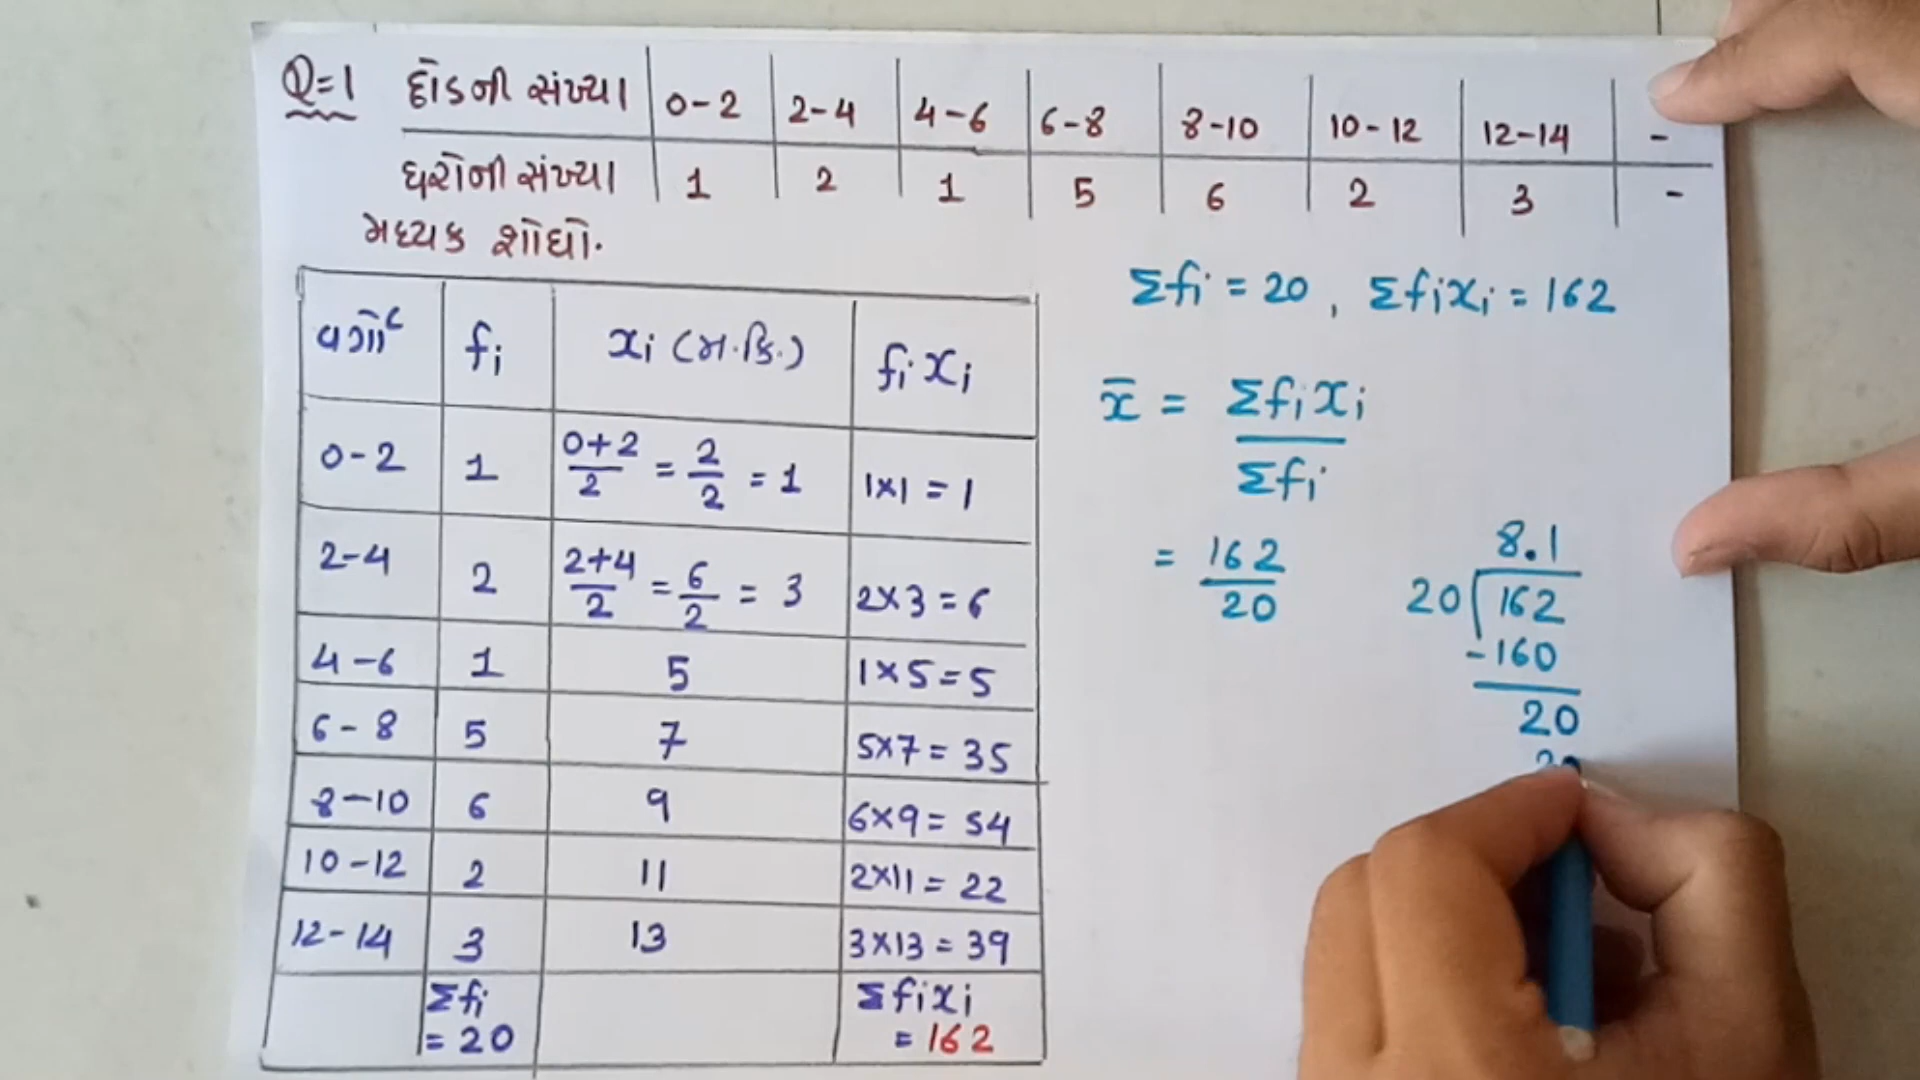 Q=1 છોડની સંખ્યા 0-2 2-4 4-6 6-8 8-10 10-12 12-14 -
ઘરોની સંખ્યા 1 2 1 5 6 2 3 -
મધ્યક શોધો.
Σfi = 20, Σfixi = 162
વર્ગો fi xi (મ.કિ.) fixi
0-2 1 0+2/2 = 2/2 = 1 1×1 = 1
2-4 2 2+4/2 = 6/2 = 3 2×3 = 6
4-6 1 5 1×5 = 5
6-8 5 7 5×7 = 35
8-10 6 9 6×9 = 54
10-12 2 11 2×11 = 22
12-14 3 13 3×13 = 39
Σfi Σfixi
= 20 = 162
x̄ = Σfixi
Σfi
= 162
20
8.1
20 162
-160
20
20